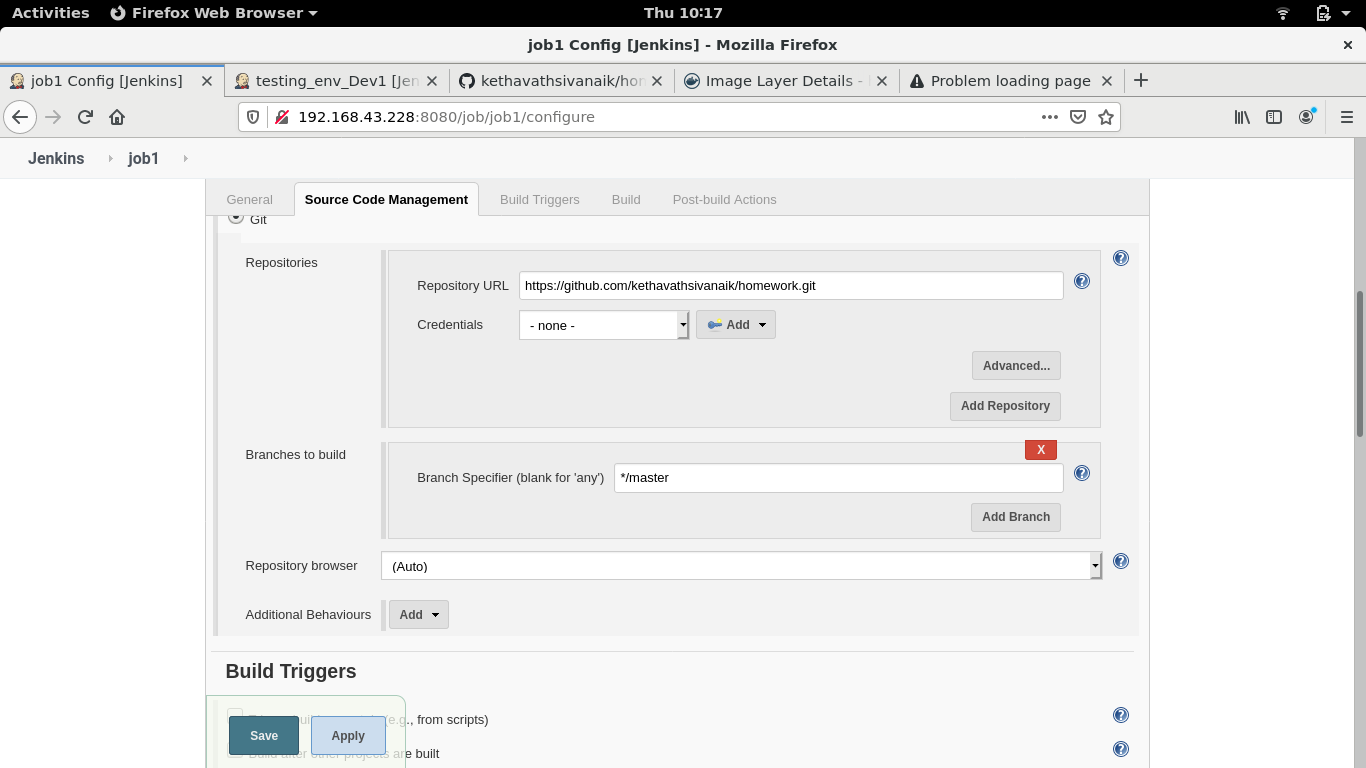 Activities Firefox Web Browser Thu 10:17
job1 Config [Jenkins] - Mozilla Firefox
job1 Config [Jenkins] testing_env_Dev1 [Jen kethavathsivanaik/hor Image Layer Details - Problem loading page
192.168.43.228:8080/job/job1/configure
Jenkins job1
General Source Code Management Build Triggers Build Post-build Actions
Git
Repositories
Repository URL https://github.com/kethavathsivanaik/homework.git
Credentials - none - Add
Advanced...
Add Repository
Branches to build
X
Branch Specifier (blank for 'any') */master
Add Branch
Repository browser (Auto)
Additional Behaviours Add
Build Triggers
(e.g., from scripts)
Save Apply
Build after other projects are built